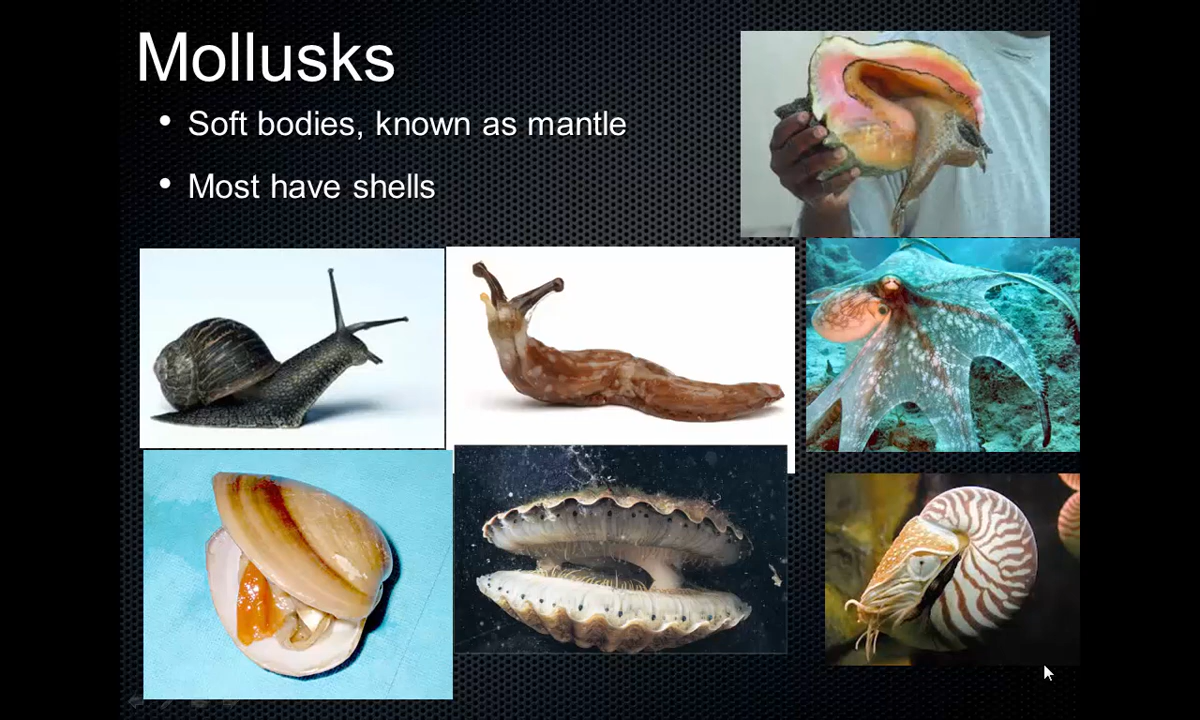 Mollusks
• Soft bodies, known as mantle
• Most have shells